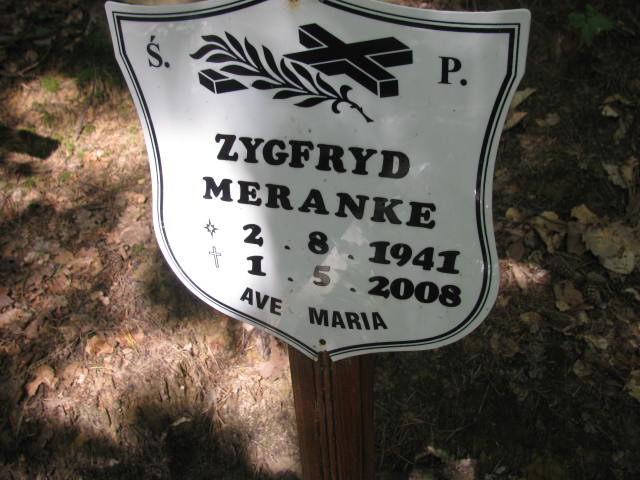 Ś. P.
ZYGFRYD
MERANKE
2 . 8 . 1941
1 . 5 . 2008
AVE MARIA